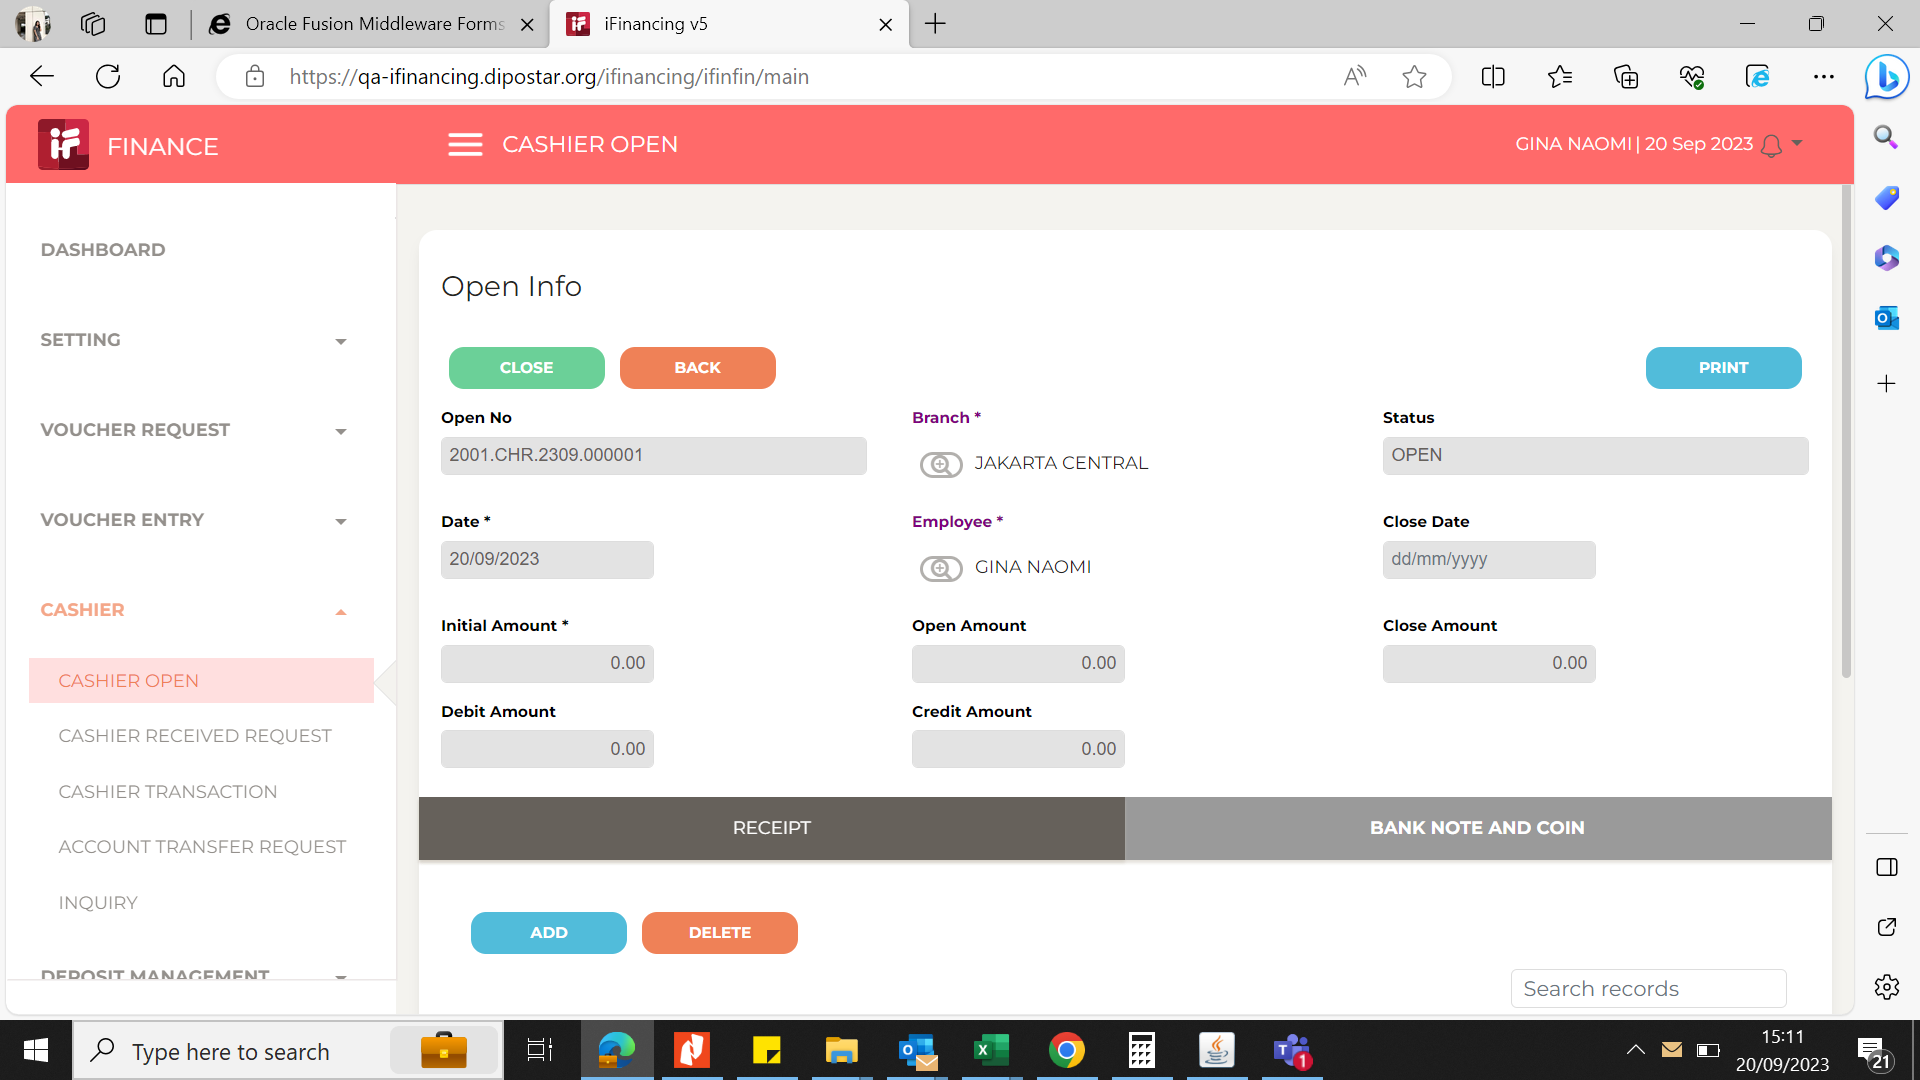 Oracle Fusion Middleware Forms
iFinancing v5
https://qa-ifinancing.dipostar.org/ifinancing/ifinfin/main
iF FINANCE
CASHIER OPEN
GINA NAOMI | 20 Sep 2023
DASHBOARD
SETTING
VOUCHER REQUEST
VOUCHER ENTRY
CASHIER
CASHIER OPEN
CASHIER RECEIVED REQUEST
CASHIER TRANSACTION
ACCOUNT TRANSFER REQUEST
INQUIRY
DEPOSIT MANAGEMENT
Open Info
CLOSE
BACK
PRINT
Open No
Branch *
Status
2001.CHR.2309.000001
JAKARTA CENTRAL
OPEN
Date *
Employee *
Close Date
20/09/2023
GINA NAOMI
dd/mm/yyyy
Initial Amount *
Open Amount
Close Amount
0.00
0.00
0.00
Debit Amount
Credit Amount
0.00
0.00
RECEIPT
BANK NOTE AND COIN
ADD
DELETE
Search records
Type here to search
1
15:11
20/09/2023
21